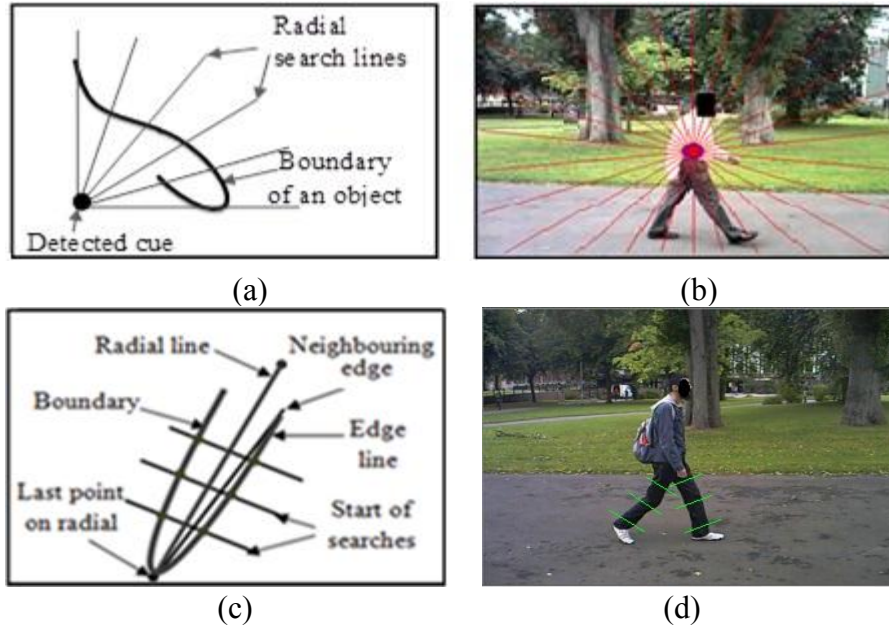 Radial
search lines
Boundary
of an object
Detected cue
(a)
(b)
Radial line
Neighbouring
edge
Boundary
Edge
line
Last point
on radial
Start of
searches
(c)
(d)